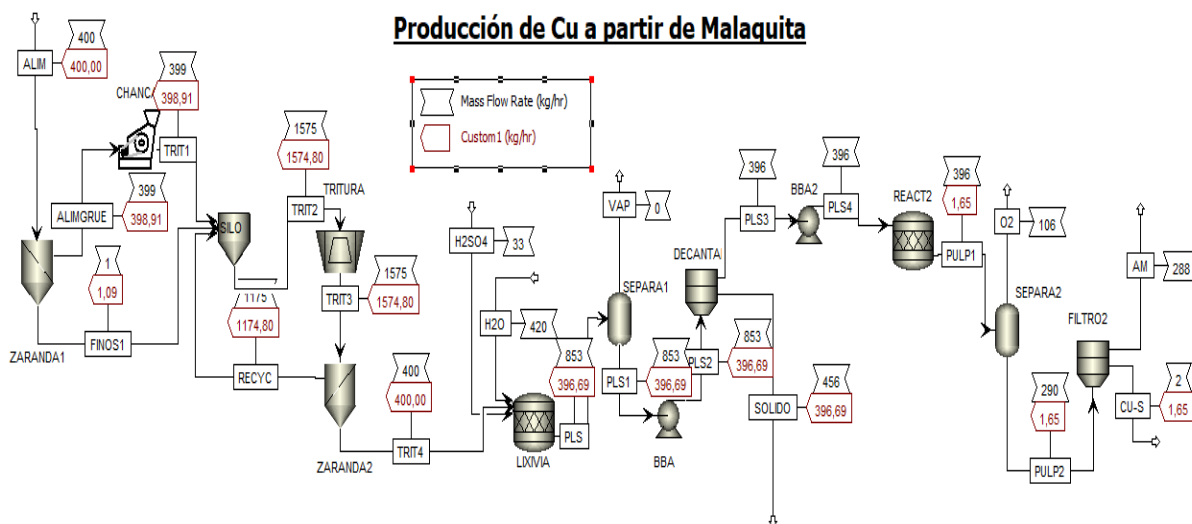 Producción de Cu a partir de Malaquita
Mass Flow Rate (kg/hr)
Custom1 (kg/hr)
400
400,00
ALIM
CHANCA
399
398,91
TRIT1
ALIMGRUE
399
398,91
1
1,09
FINOS1
ZARANDA1
SILO
1575
1574,80
TRIT2
TRITURA
1575
1574,80
TRIT3
1175
1174,80
RECYC
400
400,00
TRIT4
ZARANDA2
H2SO4
33
H2O
420
LIXIVIA
853
396,69
PLS
VAP
0
SEPARA1
853
396,69
PLS1
BBA
853
396,69
PLS2
DECANTA
456
396,69
SOLIDO
396
PLS3
BBA2
396
PLS4
REACT2
396
1,65
PULP1
O2
106
SEPARA2
290
1,65
PULP2
FILTRO2
AM
288
2
1,65
CU-S